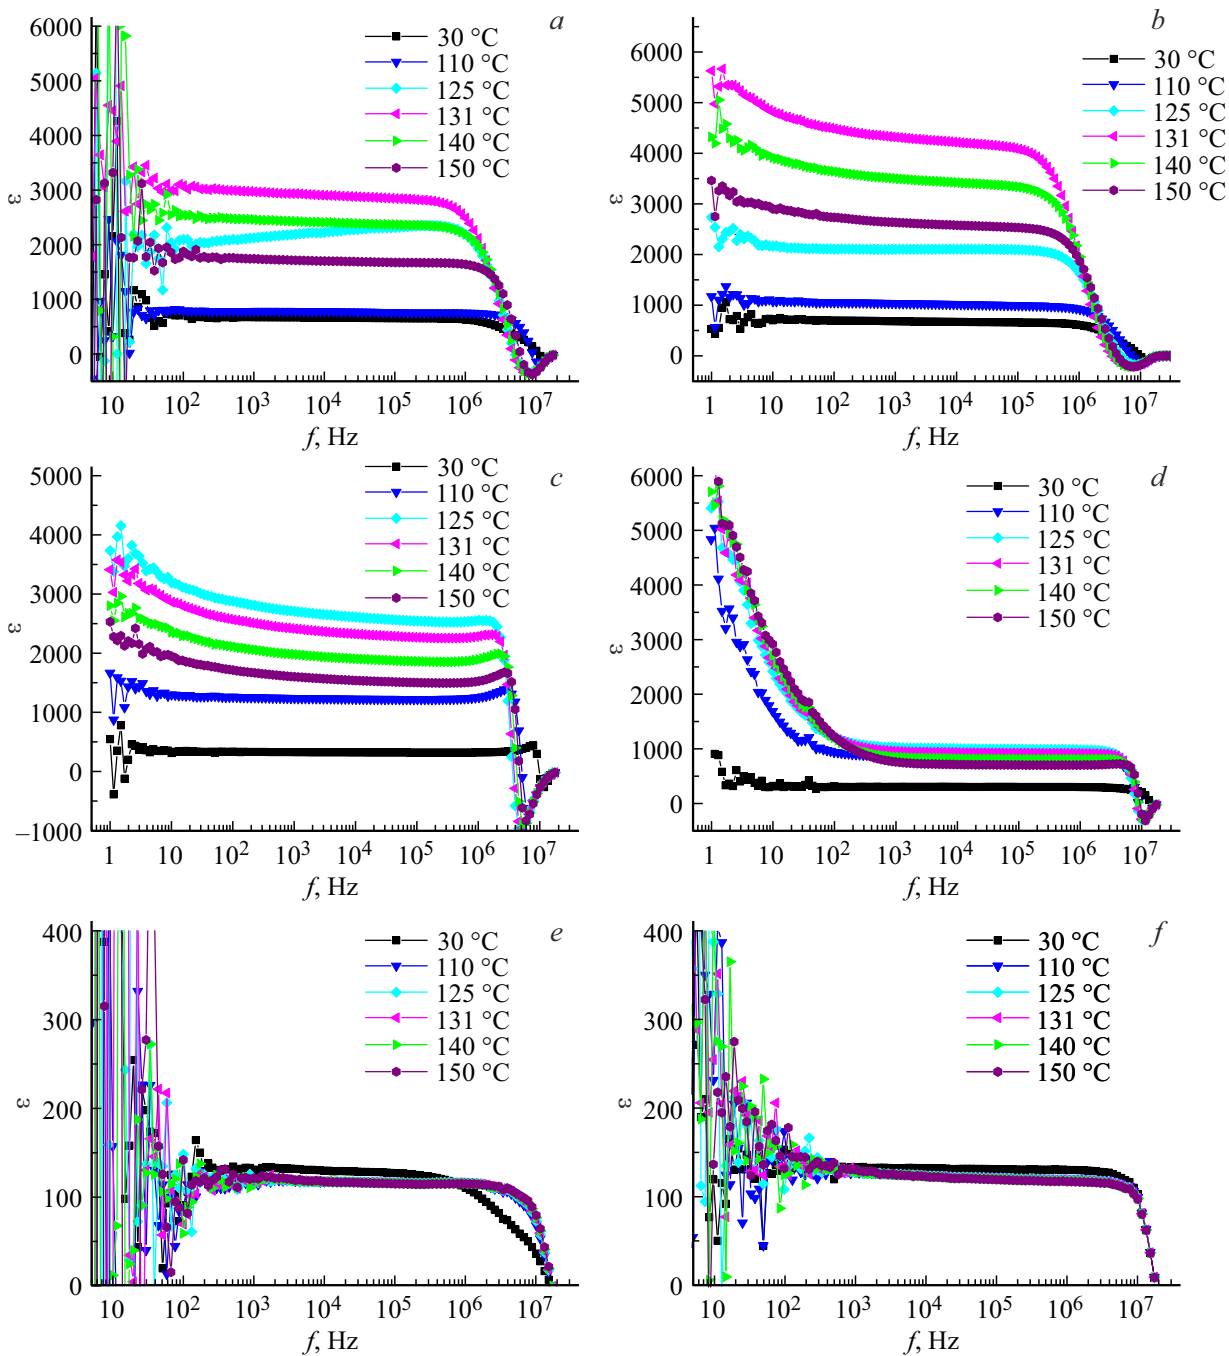 a
6000
5000
4000
3000
2000
1000
0
ε
30 °C
110 °C
125 °C
131 °C
140 °C
150 °C
10 10² 10³ 10⁴ 10⁵ 10⁶ 10⁷
f, Hz
b
6000
5000
4000
3000
2000
1000
0
ε
30 °C
110 °C
125 °C
131 °C
140 °C
150 °C
1 10 10² 10³ 10⁴ 10⁵ 10⁶ 10⁷
f, Hz
c
5000
4000
3000
2000
1000
0
−1000
ε
30 °C
110 °C
125 °C
131 °C
140 °C
150 °C
1 10 10² 10³ 10⁴ 10⁵ 10⁶ 10⁷
f, Hz
d
6000
5000
4000
3000
2000
1000
0
ε
30 °C
110 °C
125 °C
131 °C
140 °C
150 °C
1 10 10² 10³ 10⁴ 10⁵ 10⁶ 10⁷
f, Hz
e
400
300
200
100
0
ε
30 °C
110 °C
125 °C
131 °C
140 °C
150 °C
10 10² 10³ 10⁴ 10⁵ 10⁶ 10⁷
f, Hz
f
400
300
200
100
0
ε
30 °C
110 °C
125 °C
131 °C
140 °C
150 °C
10 10² 10³ 10⁴ 10⁵ 10⁶ 10⁷
f, Hz